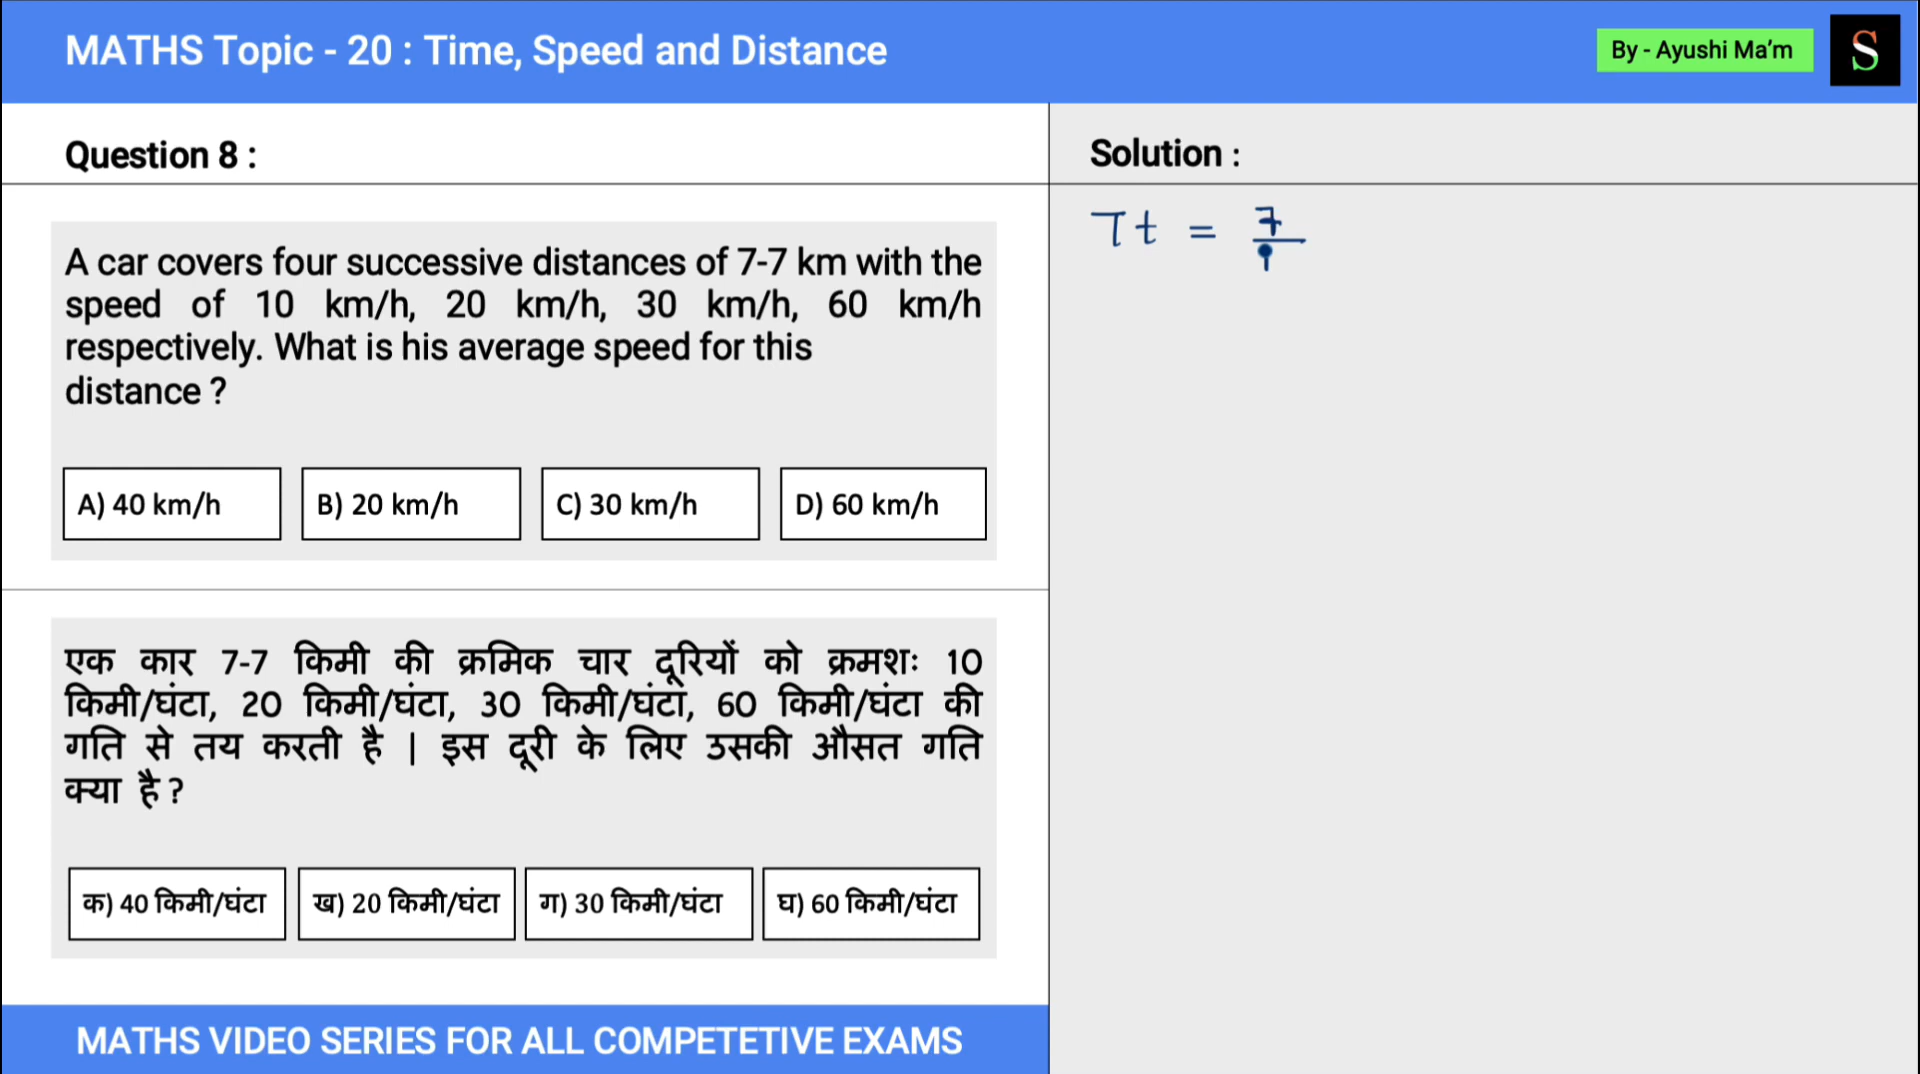 MATHS Topic - 20 : Time, Speed and Distance
By - Ayushi Ma’m
S
Question 8 :
A car covers four successive distances of 7-7 km with the
speed of 10 km/h, 20 km/h, 30 km/h, 60 km/h
respectively. What is his average speed for this
distance ?
A) 40 km/h
B) 20 km/h
C) 30 km/h
D) 60 km/h
एक कार 7-7 किमी की क्रमिक चार दूरियों को क्रमशः 10
किमी/घंटा, 20 किमी/घंटा, 30 किमी/घंटा, 60 किमी/घंटा की
गति से तय करती है | इस दूरी के लिए उसकी औसत गति
क्या है ?
क) 40 किमी/घंटा
ख) 20 किमी/घंटा
ग) 30 किमी/घंटा
घ) 60 किमी/घंटा
MATHS VIDEO SERIES FOR ALL COMPETETIVE EXAMS
Solution :
Tt = 7
1